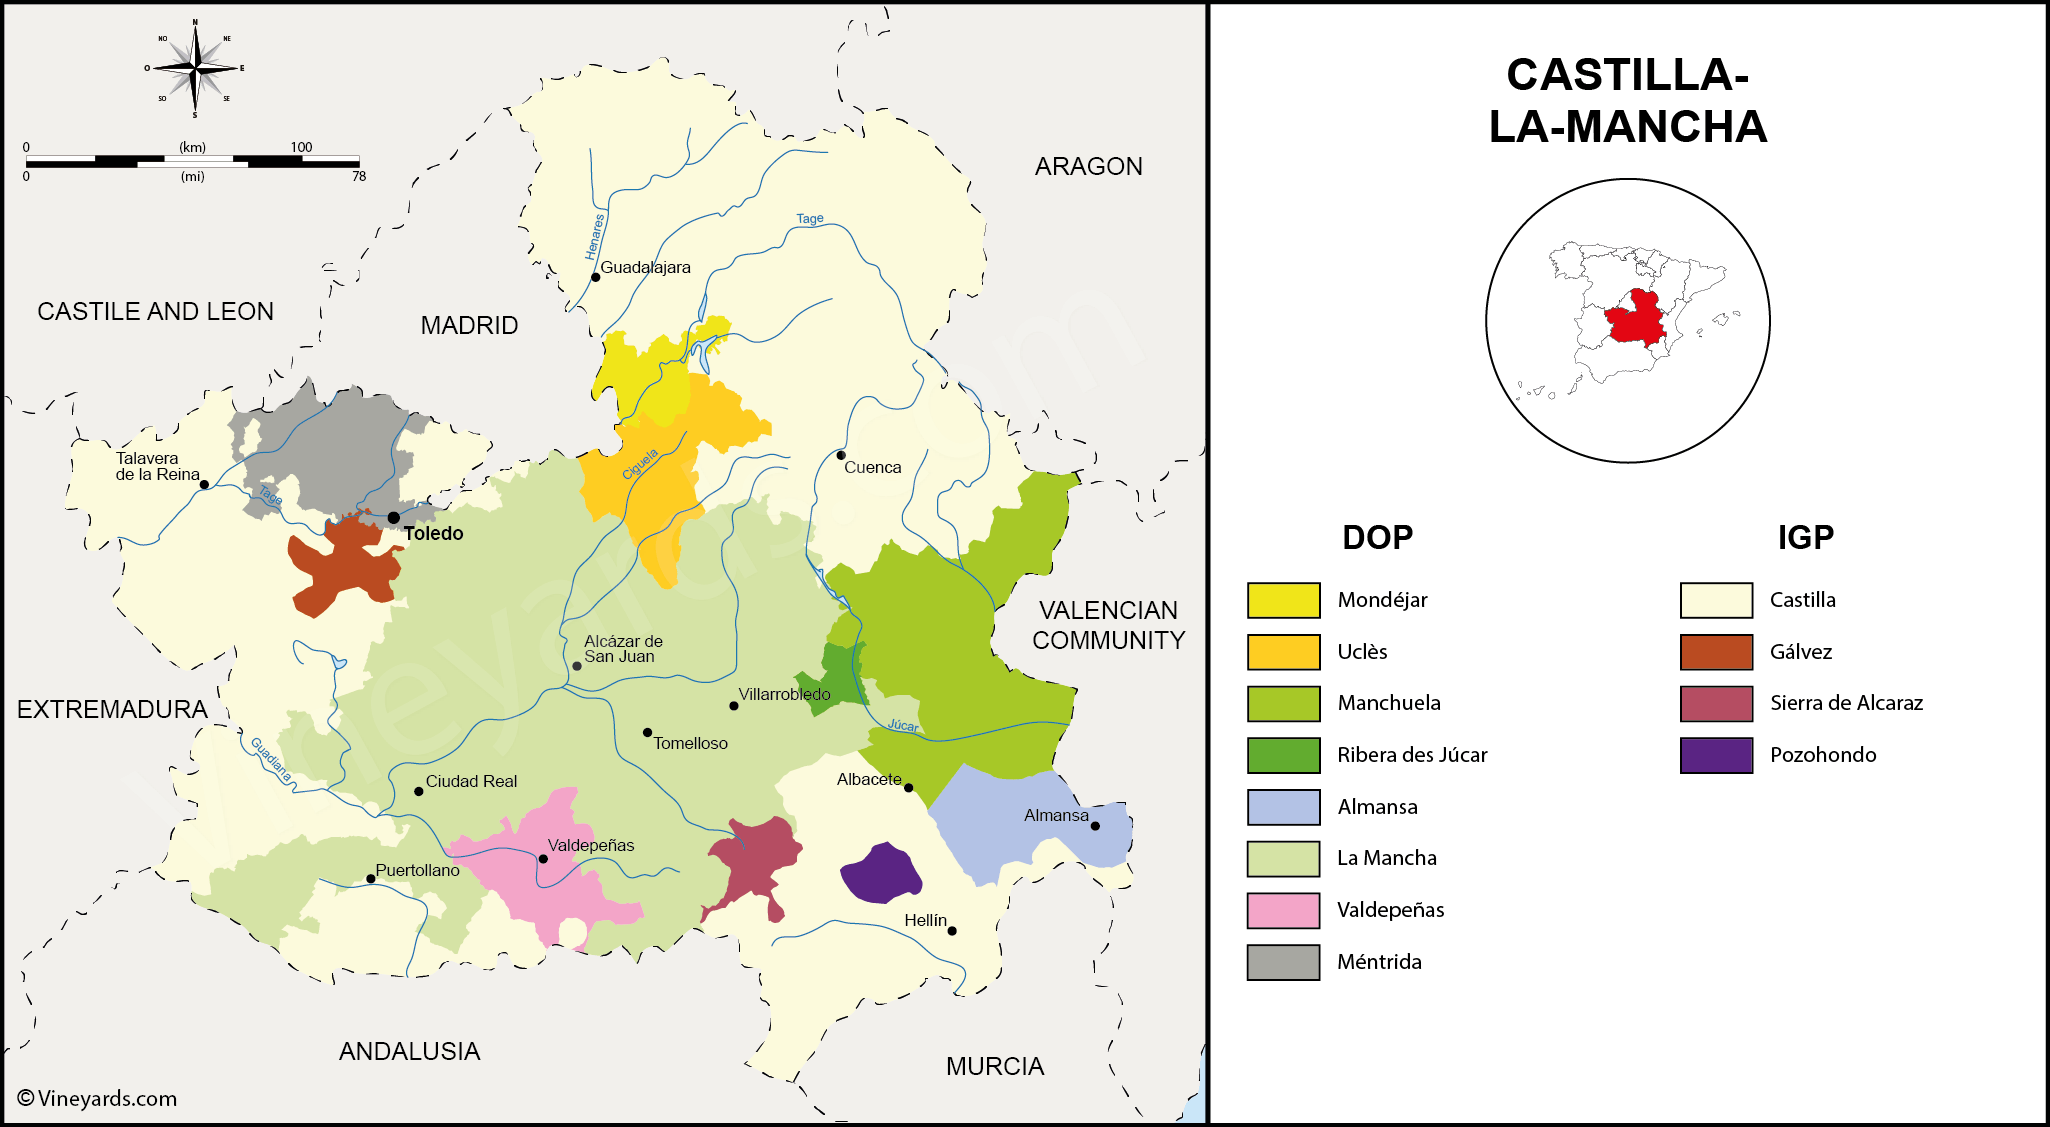 N
NO
NE
O
E
SO
SE
S
0
(km)
100
0
(mi)
78
CASTILLA-
LA-MANCHA
ARAGON
Tage
Henares
Guadalajara
CASTILE AND LEON
MADRID
Talavera
de la Reina
Ciguela
Cuenca
Tage
Toledo
DOP
IGP
Mondéjar
Castilla
Uclès
Gálvez
Manchuela
Sierra de Alcaraz
Ribera des Júcar
Pozohondo
Almansa
La Mancha
Valdepeñas
Méntrida
VALENCIAN
COMMUNITY
Alcázar de
San Juan
Villarrobledo
EXTREMADURA
Júcar
Tomelloso
Guadiana
Ciudad Real
Albacete
Almansa
Valdepeñas
Puertollano
Hellín
ANDALUSIA
MURCIA
© Vineyards.com
Vineyards.com